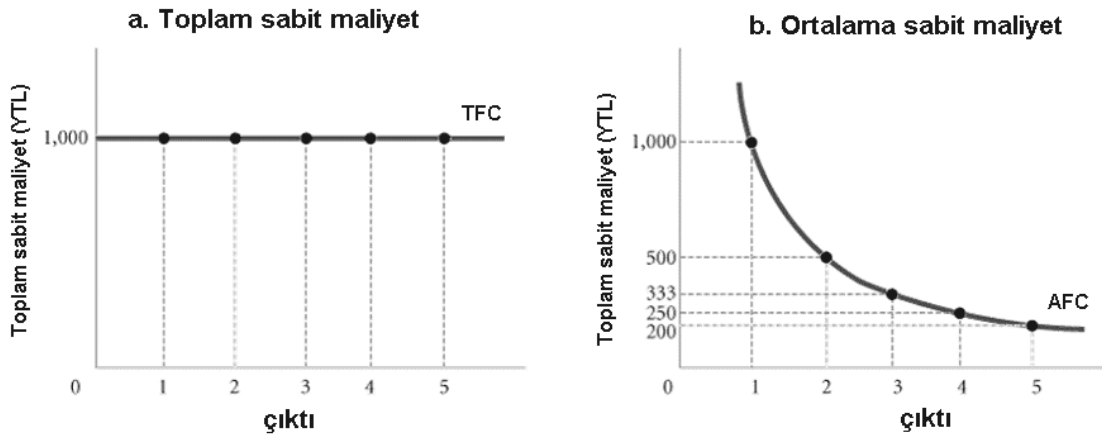 a. Toplam sabit maliyet
Toplam sabit maliyet (YTL)
1,000
TFC
0 1 2 3 4 5
çıktı
b. Ortalama sabit maliyet
Toplam sabit maliyet (YTL)
1,000
500
333
250
200
AFC
0 1 2 3 4 5
çıktı